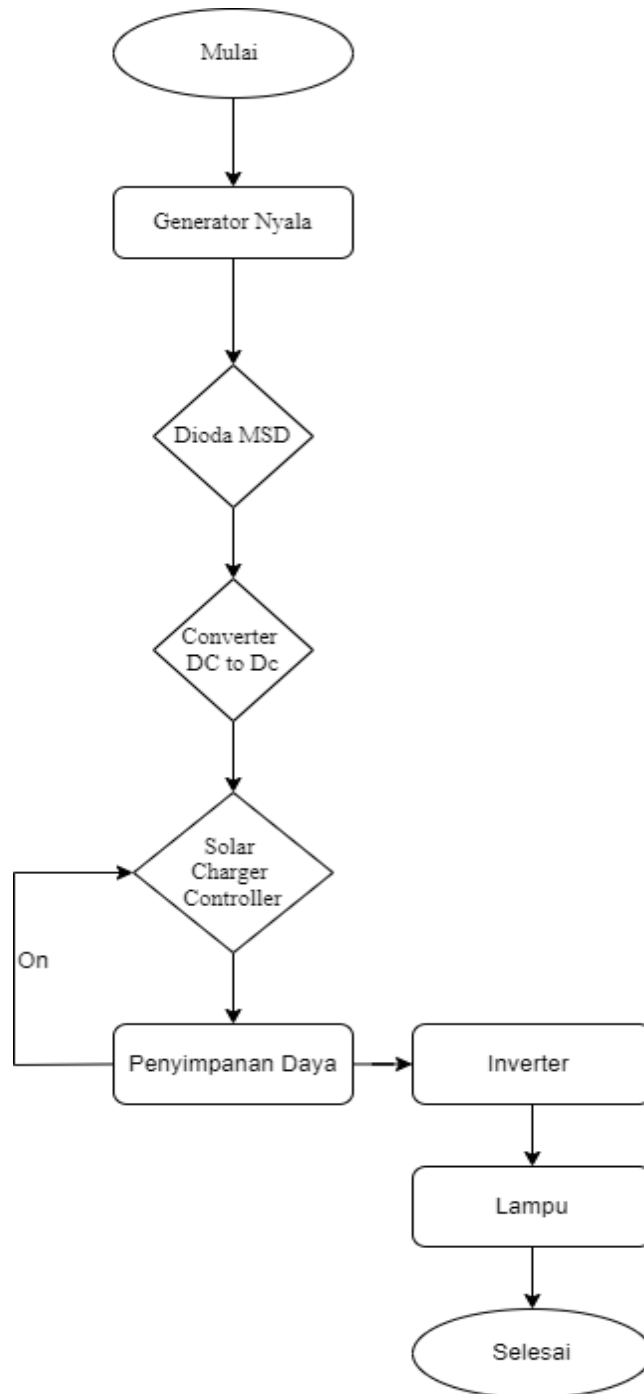 Mulai
Generator Nyala
Dioda MSD
Converter
DC to Dc
Solar
Charger
Controller
On
Penyimpanan Daya
Inverter
Lampu
Selesai